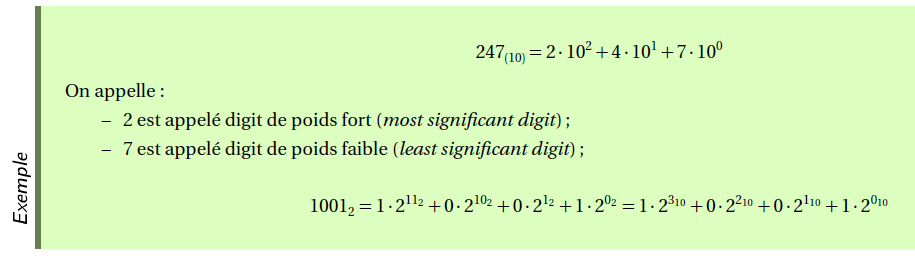 247₍₁₀₎ = 2 · 10² + 4 · 10¹ + 7 · 10⁰
On appelle :
– 2 est appelé digit de poids fort (most significant digit) ;
– 7 est appelé digit de poids faible (least significant digit) ;
Exemple
1001₂ = 1 · 2^{11₂} + 0 · 2^{10₂} + 0 · 2^{1₂} + 1 · 2^{0₂} = 1 · 2^{3₁₀} + 0 · 2^{2₁₀} + 0 · 2^{1₁₀} + 1 · 2^{0₁₀}